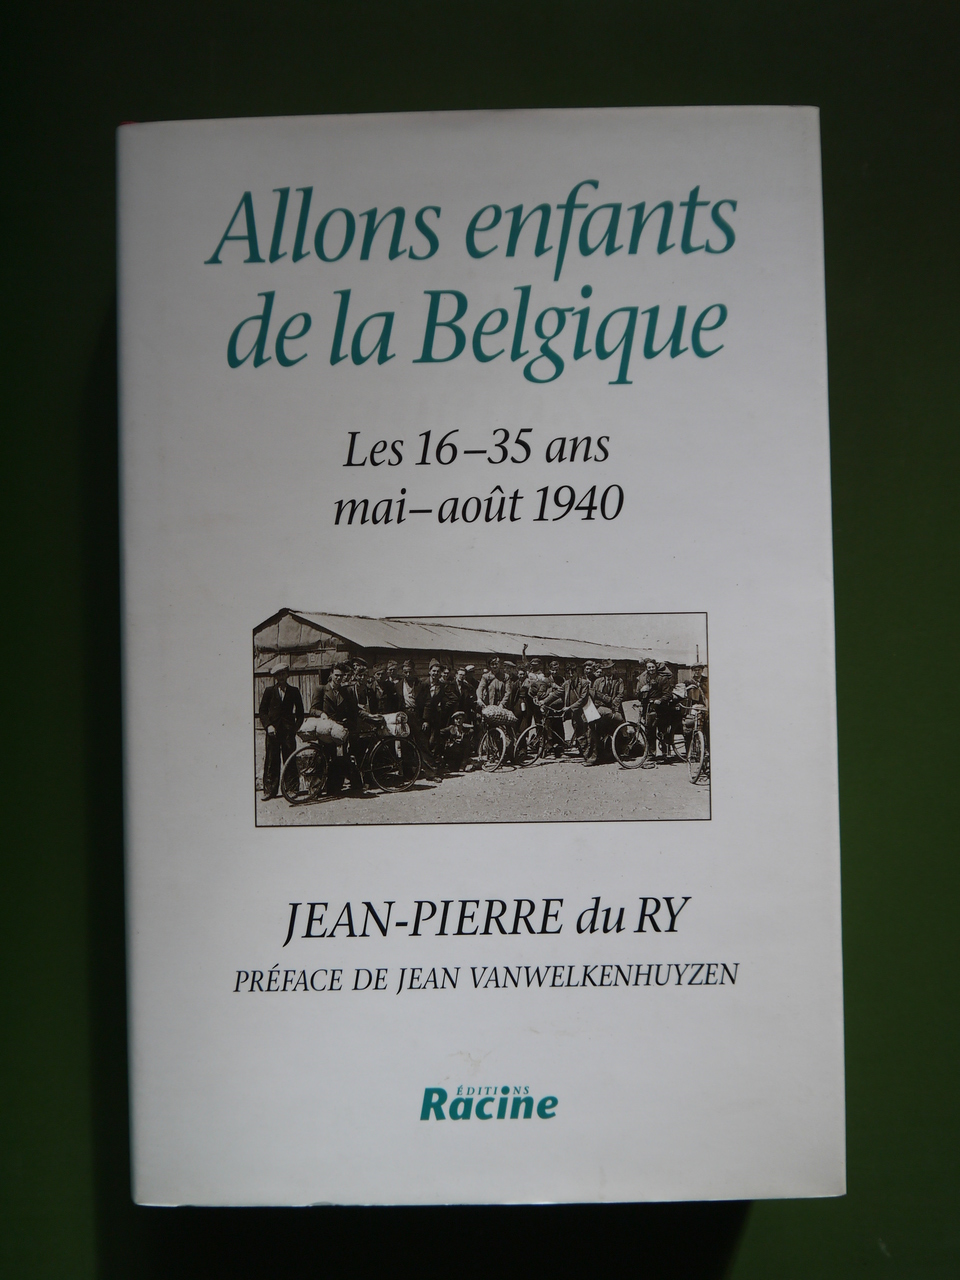 Allons enfants
de la Belgique
Les 16–35 ans
mai–août 1940
JEAN-PIERRE du RY
PRÉFACE DE JEAN VANWELKENHUYZEN
ÉDITIONS
Racine